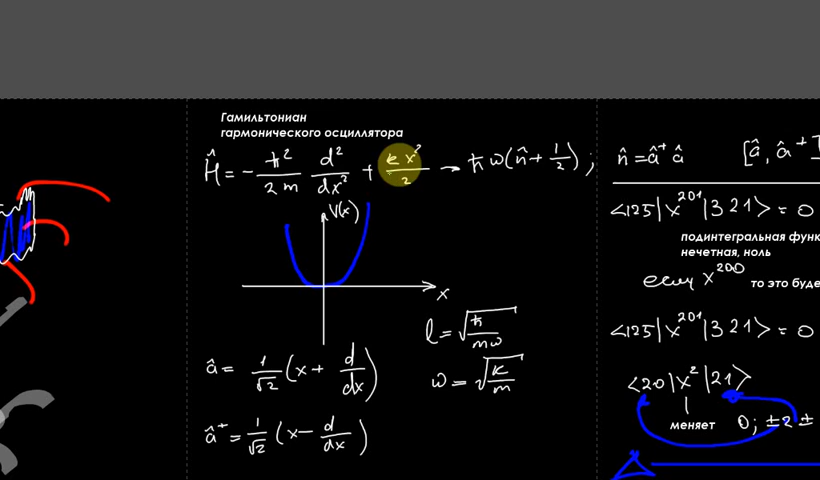 Гамильтониан
гармонического осциллятора
Ĥ = - ħ²/2m d²/dx² + kx²/2 → ħω(n̂ + 1/2);
V(x)
x
l = √(ħ/mω)
â = 1/√2 (x + d/dx)
ω = √(k/m)
â⁺ = 1/√2 (x - d/dx)
n̂ = â⁺ â
[â, â⁺]
<125|x²⁰¹|321> = 0
подинтегральная функ
нечетная, ноль
если x²⁰⁰ то это буде
<125|x²⁰¹|321> = 0
<20|x²|21>
меняет 0; ±2 ±